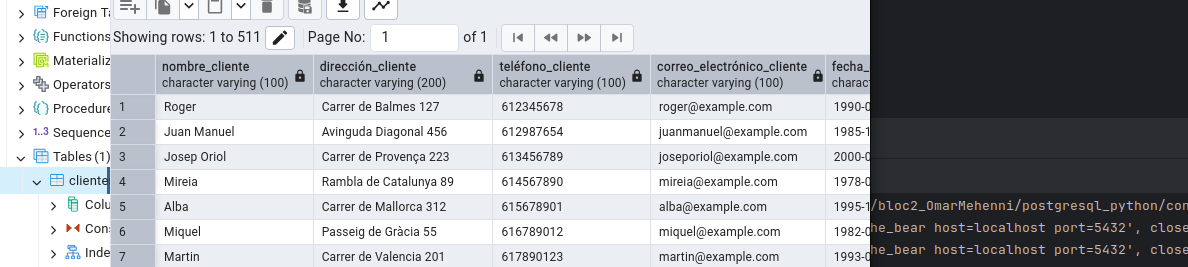 Foreign Ta
Functions
Materializ
Operators
Procedure
1..3 Sequence
Tables (1)
cliente
Colu
Cons
Inde
Showing rows: 1 to 511 Page No: 1 of 1
nombre_cliente dirección_cliente teléfono_cliente correo_electrónico_cliente fecha_
character varying (100) character varying (200) character varying (100) character varying (100) charac
1 Roger Carrer de Balmes 127 612345678 roger@example.com 1990-0
2 Juan Manuel Avinguda Diagonal 456 612987654 juanmanuel@example.com 1985-1
3 Josep Oriol Carrer de Provença 223 613456789 joseporiol@example.com 2000-0
4 Mireia Rambla de Catalunya 89 614567890 mireia@example.com 1978-0
5 Alba Carrer de Mallorca 312 615678901 alba@example.com 1995-1
6 Miquel Passeig de Gràcia 55 616789012 miquel@example.com 1982-0
7 Martin Carrer de Valencia 201 617890123 martin@example.com 1993-0
/bloc2_OmarMehenni/postgresql_python/con
he_bear host=localhost port=5432', close
he_bear host=localhost port=5432', close